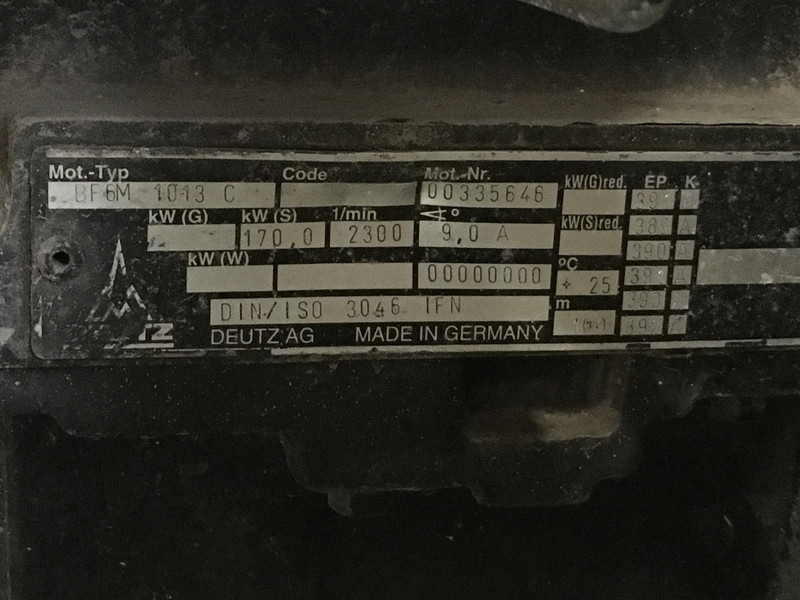 Mot.-Typ Code Mot.-Nr. kW(G)red. EP K
BF6M 1013 C 00335646
kW (G) kW (S) 1/min kW(S)red.
170,0 2300 9,0 A
kW (W) °C
00000000 + 25
DIN/ISO 3046 IFN m
DEUTZ AG MADE IN GERMANY